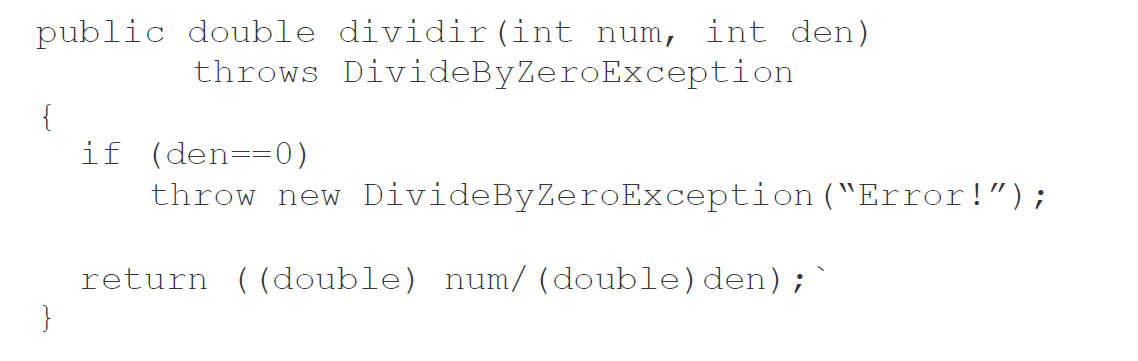 public double dividir(int num, int den)
throws DivideByZeroException
{
if (den==0)
throw new DivideByZeroException(“Error!”);
return ((double) num/(double)den);`
}